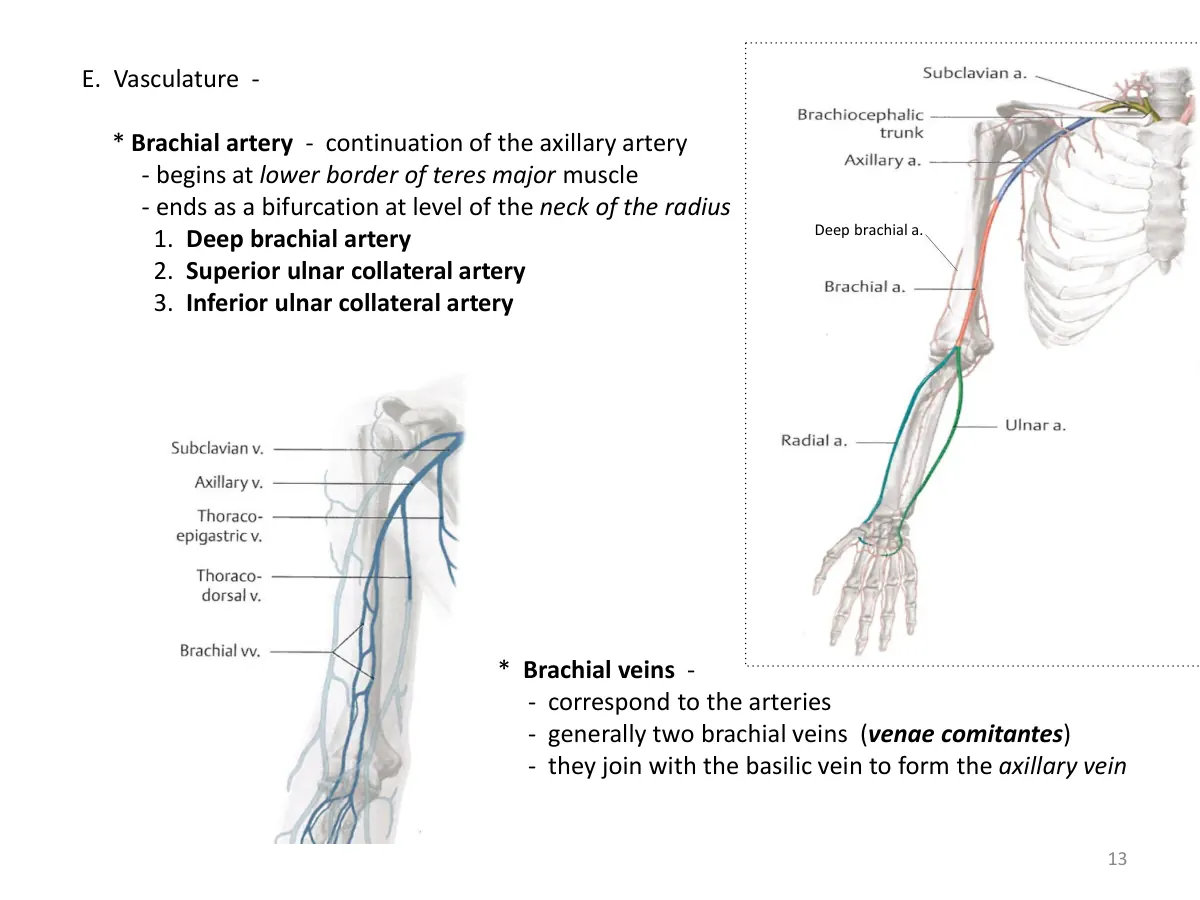 E. Vasculature -
* Brachial artery - continuation of the axillary artery
- begins at lower border of teres major muscle
- ends as a bifurcation at level of the neck of the radius
1. Deep brachial artery
2. Superior ulnar collateral artery
3. Inferior ulnar collateral artery
Subclavian a.
Brachiocephalic
trunk
Axillary a.
Deep brachial a.
Brachial a.
Radial a.
Ulnar a.
Subclavian v.
Axillary v.
Thoraco-
epigastric v.
Thoraco-
dorsal v.
Brachial vv.
* Brachial veins -
- correspond to the arteries
- generally two brachial veins (venae comitantes)
- they join with the basilic vein to form the axillary vein
13